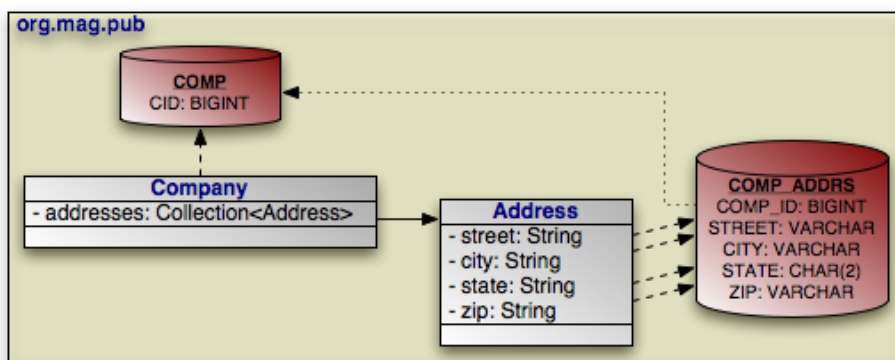 org.mag.pub
COMP
CID: BIGINT
Company
- addresses: Collection<Address>
Address
- street: String
- city: String
- state: String
- zip: String
COMP_ADDRS
COMP_ID: BIGINT
STREET: VARCHAR
CITY: VARCHAR
STATE: CHAR(2)
ZIP: VARCHAR